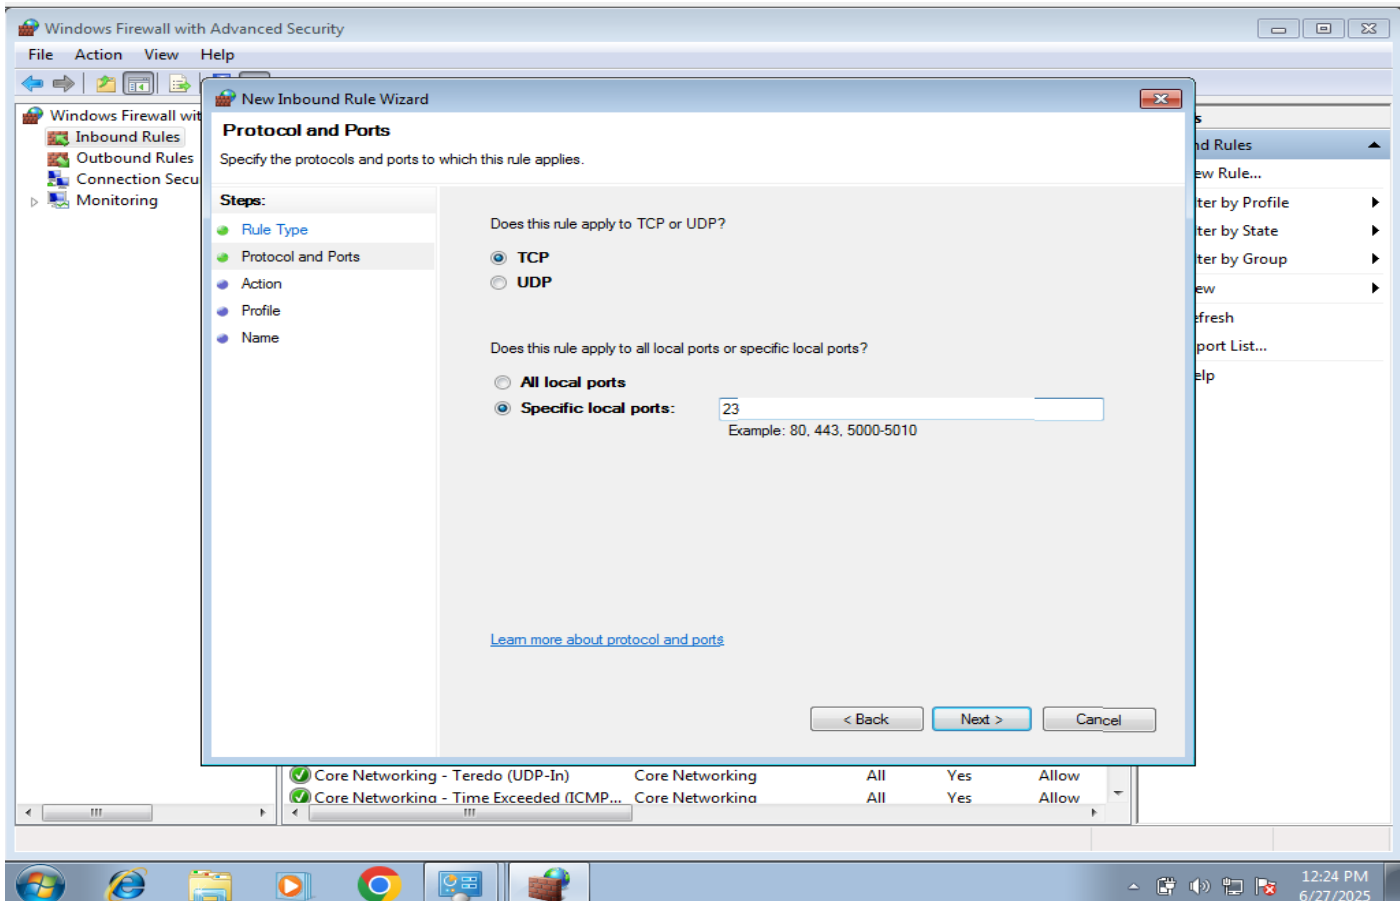 Windows Firewall with Advanced Security
File Action View Help
Windows Firewall wit
Inbound Rules
Outbound Rules
Connection Secu
Monitoring
New Inbound Rule Wizard
Protocol and Ports
Specify the protocols and ports to which this rule applies.
Steps:
Rule Type
Protocol and Ports
Action
Profile
Name
Does this rule apply to TCP or UDP?
TCP
UDP
Does this rule apply to all local ports or specific local ports?
All local ports
Specific local ports: 23
Example: 80, 443, 5000-5010
Learn more about protocol and ports
< Back Next > Cancel
s
nd Rules
ew Rule...
ter by Profile
ter by State
ter by Group
ew
efresh
port List...
elp
Core Networking - Teredo (UDP-In) Core Networking All Yes Allow
Core Networking - Time Exceeded (ICMP... Core Networking All Yes Allow
12:24 PM
6/27/2025